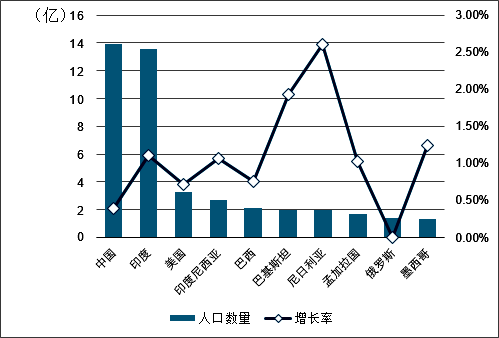 (亿)
16
14
12
10
8
6
4
2
0
3.00%
2.50%
2.00%
1.50%
1.00%
0.50%
0.00%
中国
印度
美国
印度尼西亚
巴西
巴基斯坦
尼日利亚
孟加拉国
俄罗斯
墨西哥
人口数量
增长率